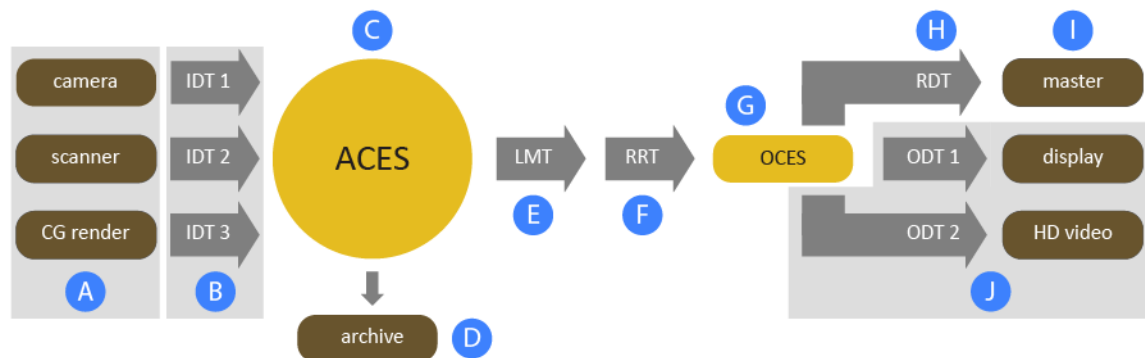 C
H
I
camera
IDT 1
RDT
master
G
scanner
IDT 2
ACES
LMT
RRT
OCES
ODT 1
display
E
F
CG render
IDT 3
ODT 2
HD video
A
B
J
archive
D